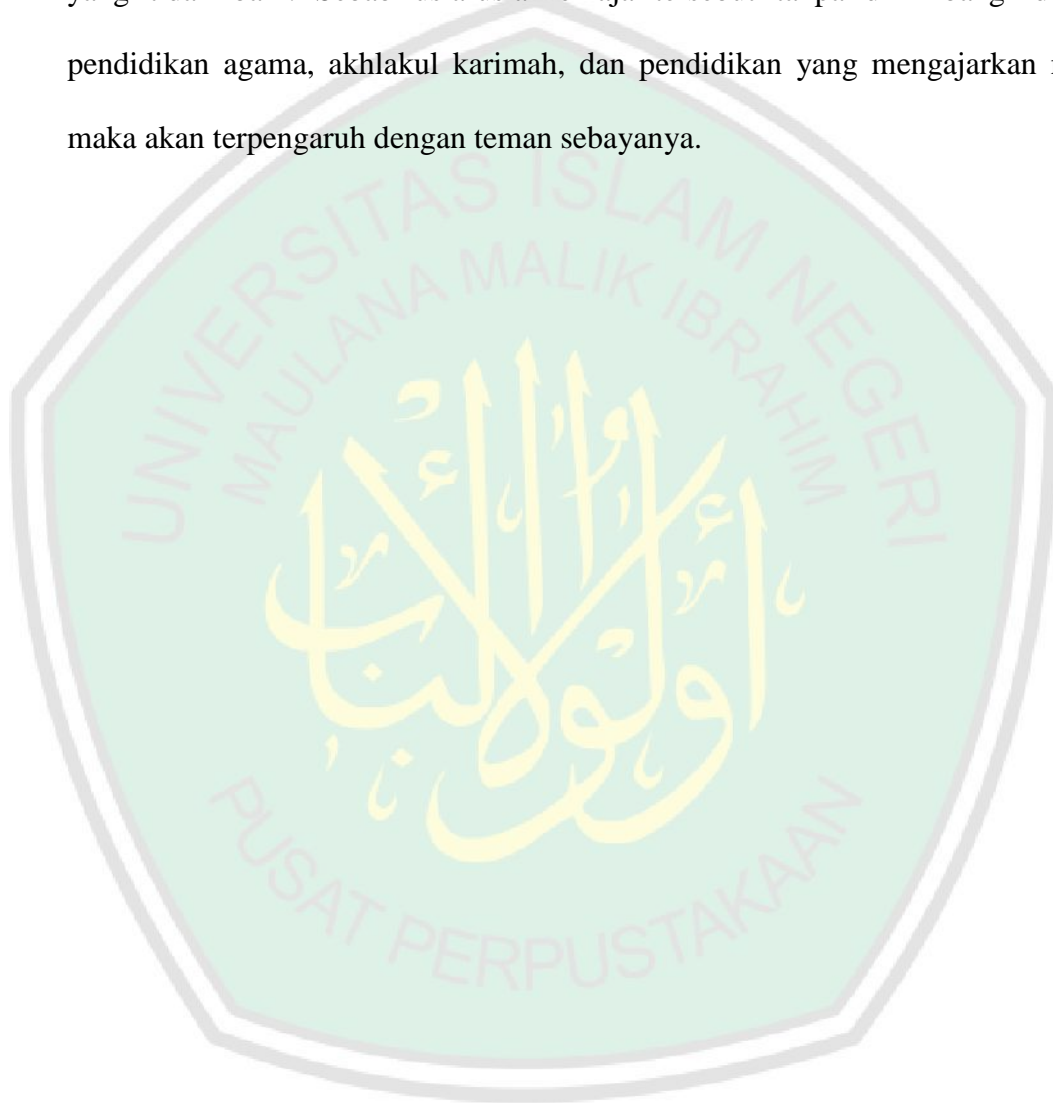 pendidikan agama, akhlakul karimah, dan pendidikan yang mengajarkan
maka akan terpengaruh dengan teman sebayanya.
UNIVERSITAS ISLAM NEGERI
MAULANA MALIK IBRAHIM
أولوا الألباب
PUSAT PERPUSTAKAAN